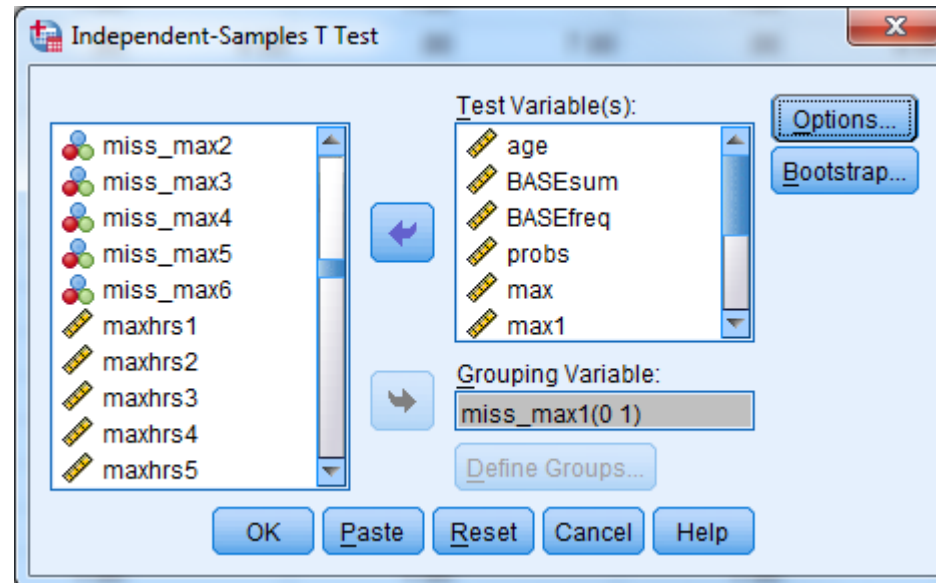 Independent-Samples T Test
miss_max2
miss_max3
miss_max4
miss_max5
miss_max6
maxhrs1
maxhrs2
maxhrs3
maxhrs4
maxhrs5
Test Variable(s):
age
BASEsum
BASEfreq
probs
max
max1
Grouping Variable:
miss_max1(0 1)
Define Groups...
Options...
Bootstrap...
OK Paste Reset Cancel Help